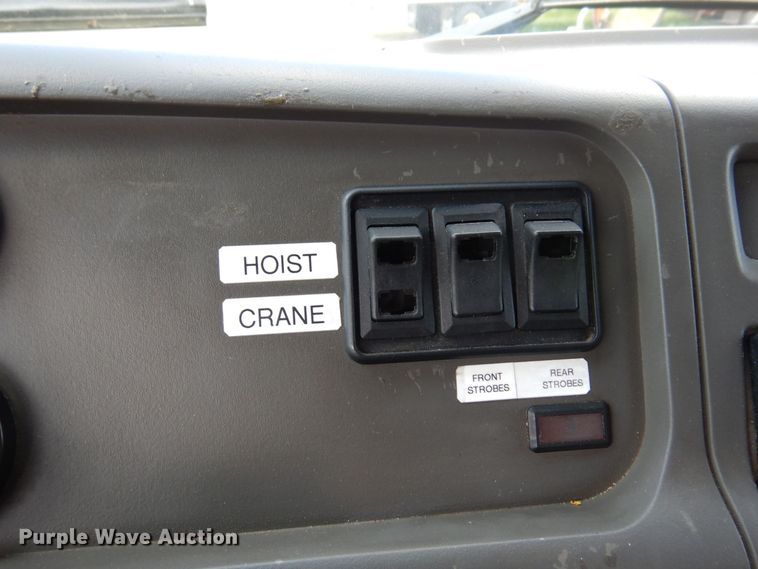 HOIST
CRANE
FRONT REAR
STROBES STROBES
Purple Wave Auction